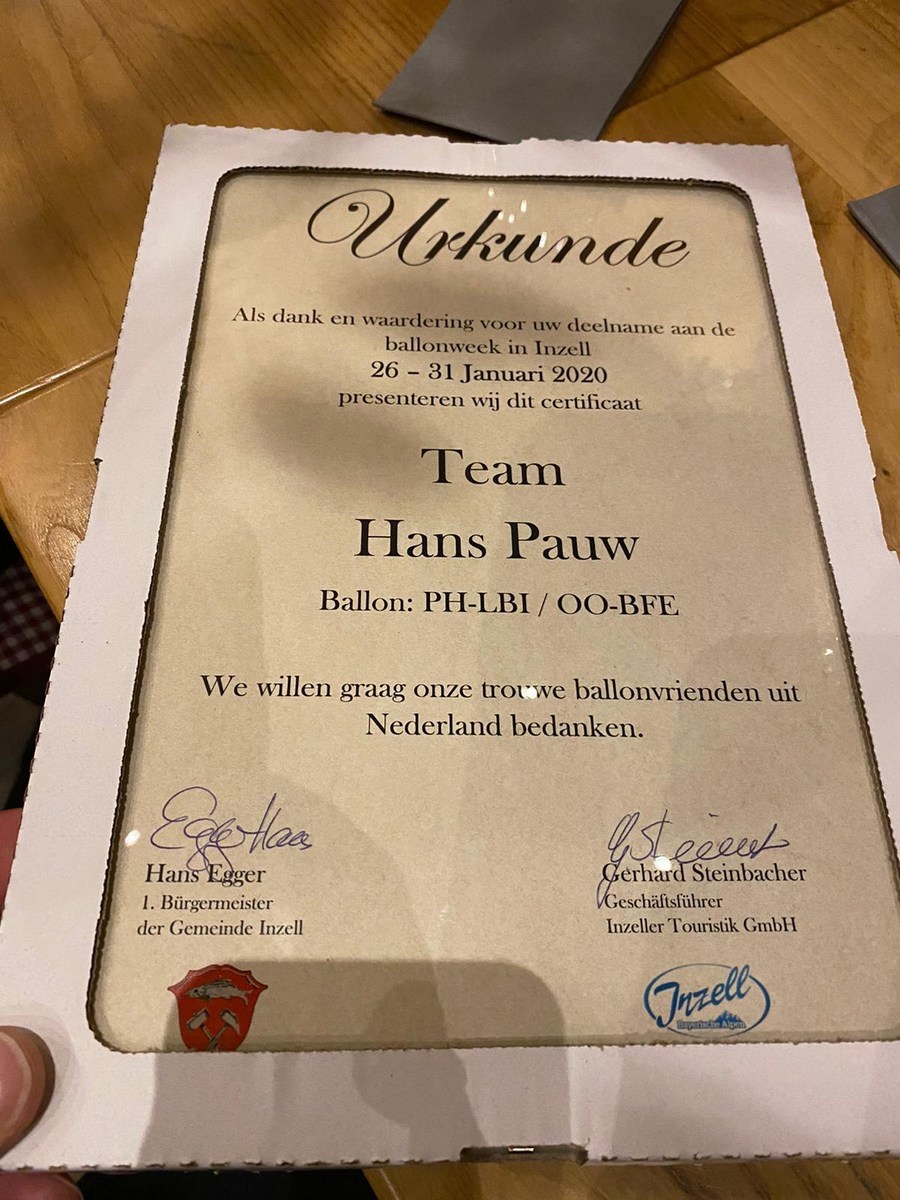 Urkunde
Als dank en waardering voor uw deelname aan de
ballonweek in Inzell
26 – 31 Januari 2020
presenteren wij dit certificaat
Team
Hans Pauw
Ballon: PH-LBI / OO-BFE
We willen graag onze trouwe ballonvrienden uit
Nederland bedanken.
Hans Egger
1. Bürgermeister
der Gemeinde Inzell
Gerhard Steinbacher
Geschäftsführer
Inzeller Touristik GmbH
Inzell
Bayerische Alpen